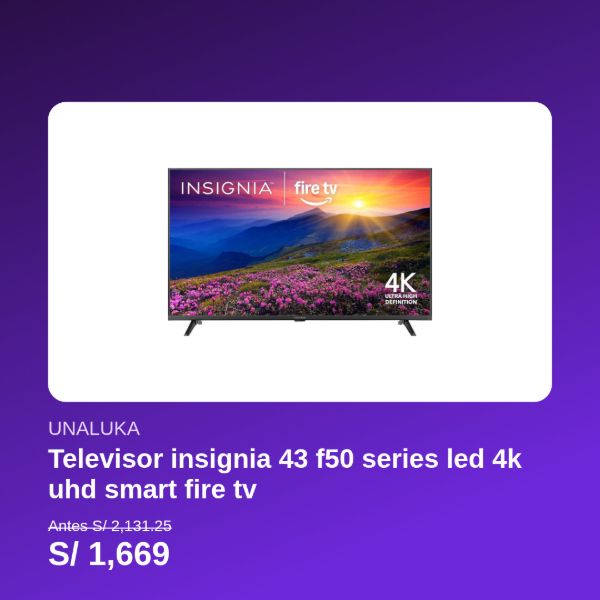 INSIGNIA fire tv
4K
ULTRA HIGH
DEFINITION
UNALUKA
Televisor insignia 43 f50 series led 4k
uhd smart fire tv
Antes S/ 2,131.25
S/ 1,669